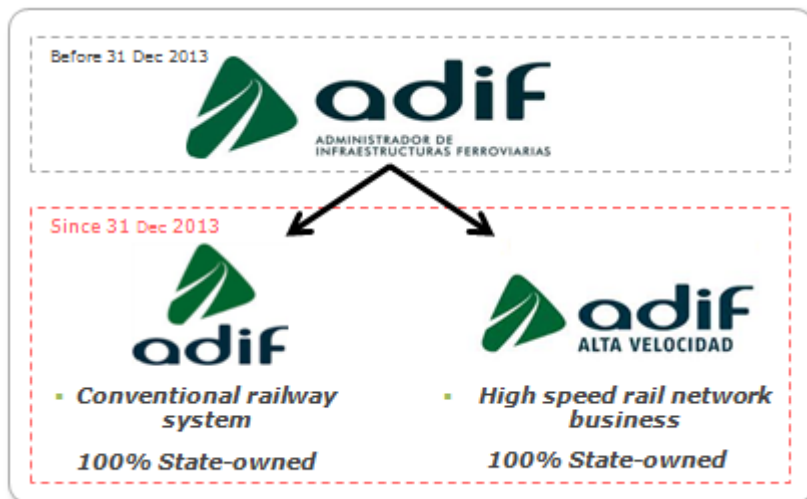 Before 31 Dec 2013
adif
ADMINISTRADOR DE
INFRAESTRUCTURAS FERROVIARIAS
Since 31 Dec 2013
adif
▪ Conventional railway
system
100% State-owned
adif
ALTA VELOCIDAD
▪ High speed rail network
business
100% State-owned